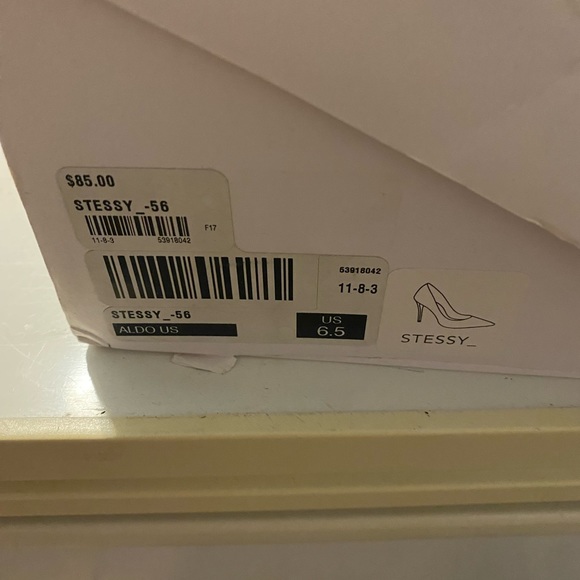 $85.00
STESSY_-56
F17
11-8-3 53918042
53918042
11-8-3
STESSY_-56
ALDO US
US
6.5
STESSY_